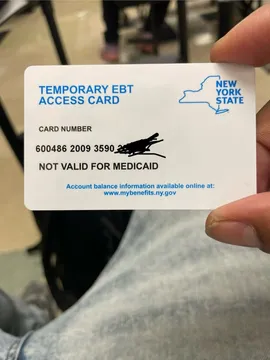 TEMPORARY EBT
ACCESS CARD
NEW
YORK
STATE
CARD NUMBER
600486 2009 3590
NOT VALID FOR MEDICAID
Account balance information available online at:
www.mybenefits.ny.gov